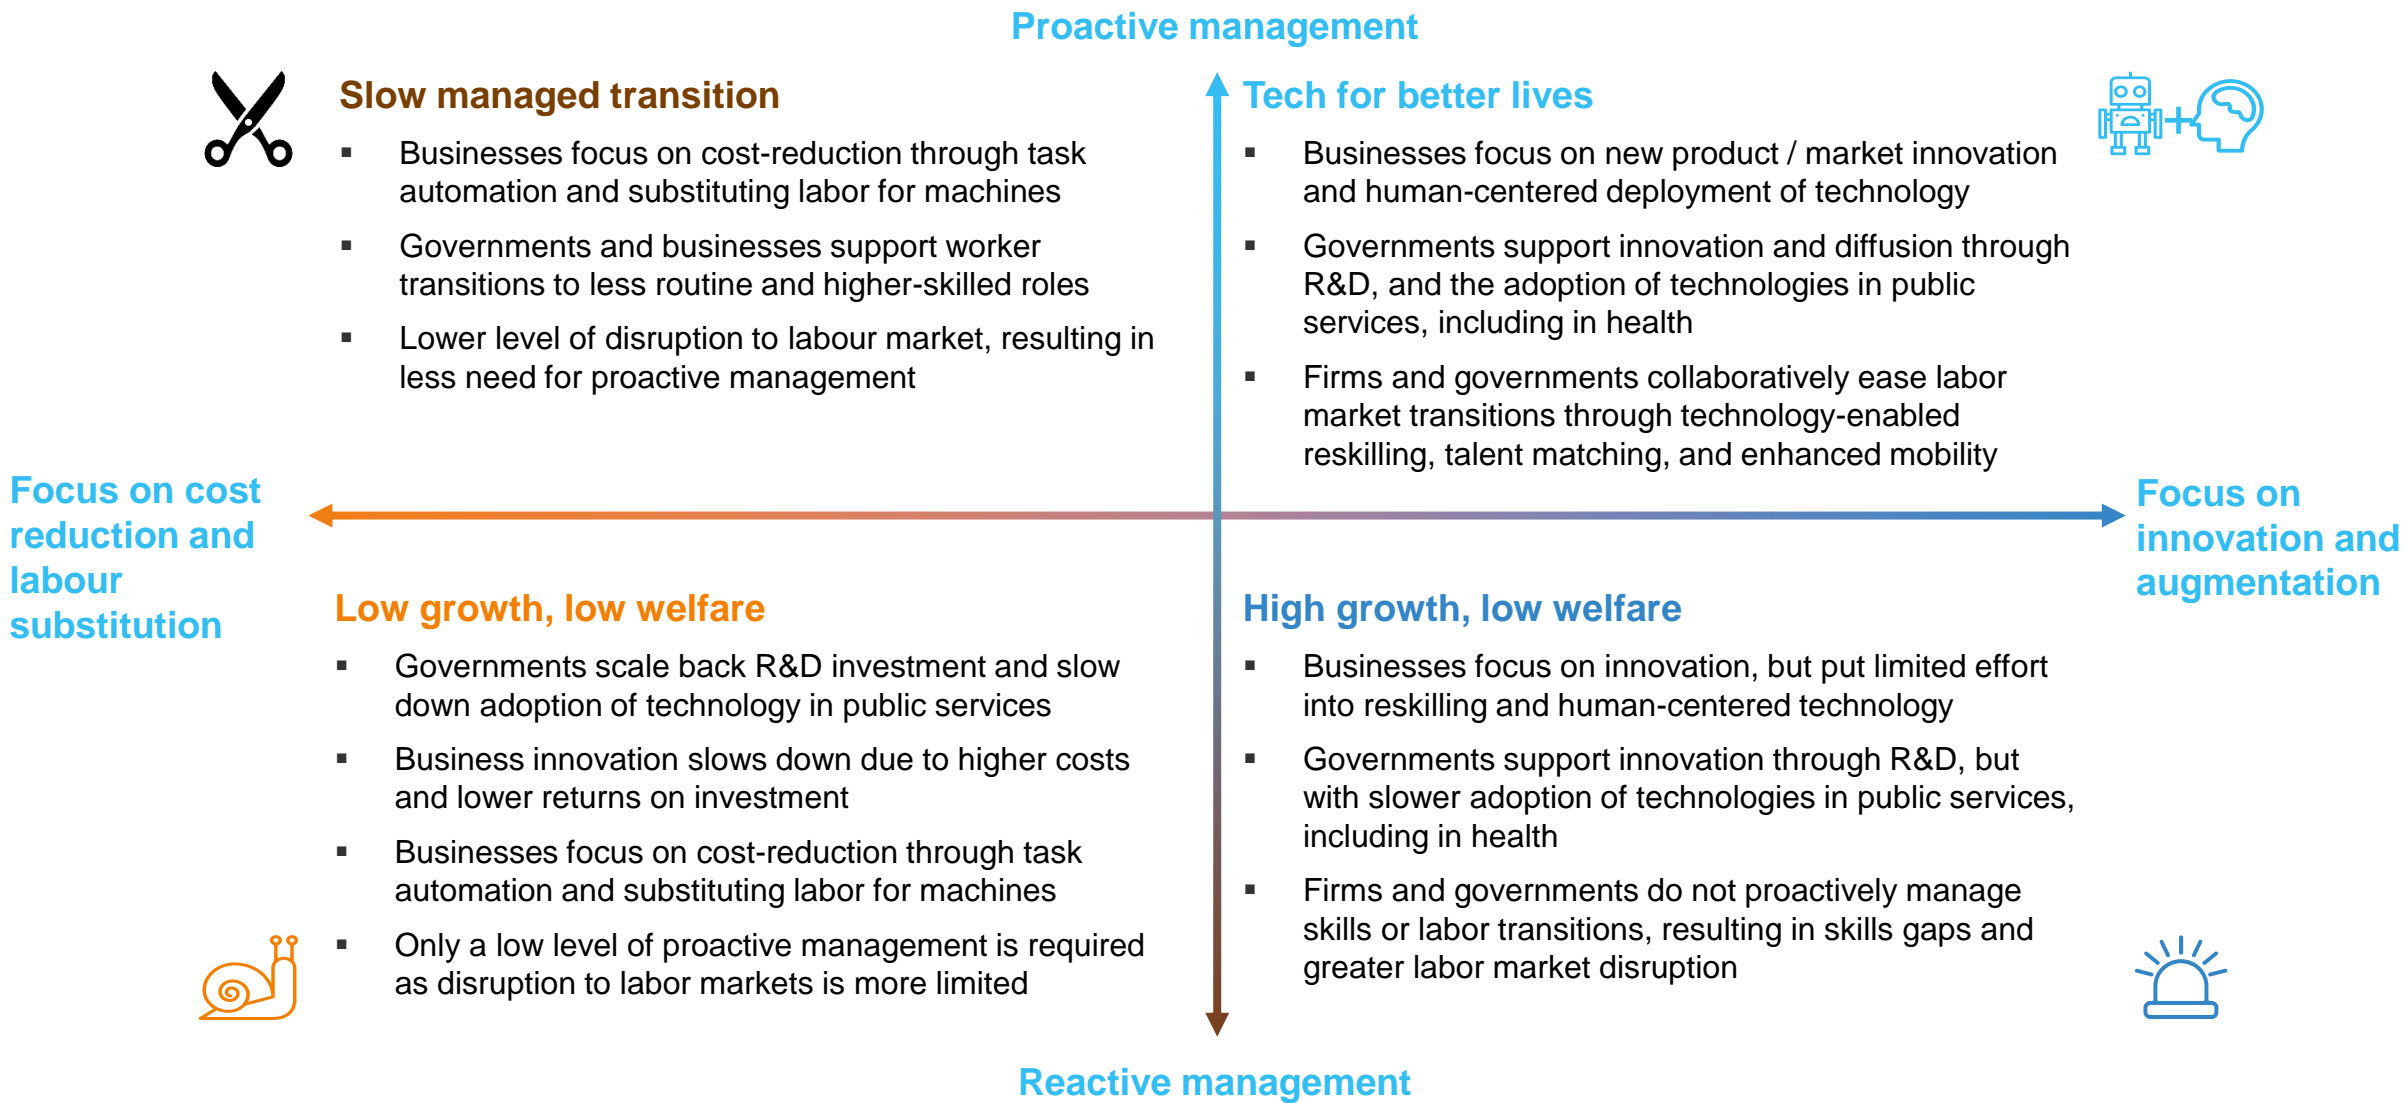 Proactive management
Slow managed transition
▪ Businesses focus on cost-reduction through task
automation and substituting labor for machines
▪ Governments and businesses support worker
transitions to less routine and higher-skilled roles
▪ Lower level of disruption to labour market, resulting in
less need for proactive management
Tech for better lives
▪ Businesses focus on new product / market innovation
and human-centered deployment of technology
▪ Governments support innovation and diffusion through
R&D, and the adoption of technologies in public
services, including in health
▪ Firms and governments collaboratively ease labor
market transitions through technology-enabled
reskilling, talent matching, and enhanced mobility
Focus on cost
reduction and
labour
substitution
Focus on
innovation and
augmentation
Low growth, low welfare
▪ Governments scale back R&D investment and slow
down adoption of technology in public services
▪ Business innovation slows down due to higher costs
and lower returns on investment
▪ Businesses focus on cost-reduction through task
automation and substituting labor for machines
▪ Only a low level of proactive management is required
as disruption to labor markets is more limited
High growth, low welfare
▪ Businesses focus on innovation, but put limited effort
into reskilling and human-centered technology
▪ Governments support innovation through R&D, but
with slower adoption of technologies in public services,
including in health
▪ Firms and governments do not proactively manage
skills or labor transitions, resulting in skills gaps and
greater labor market disruption
Reactive management